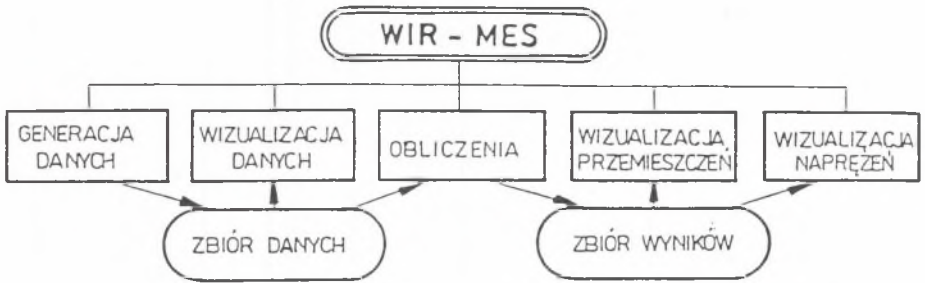 WIR - MES
GENERACJA
DANYCH
WIZUALIZACJA
DANYCH
OBLICZENIA
WIZUALIZACJA
PRZEMIESZCZEŃ
WIZUALIZACJA
NAPRĘŻEŃ
ZBIÓR DANYCH
ZBIÓR WYNIKÓW